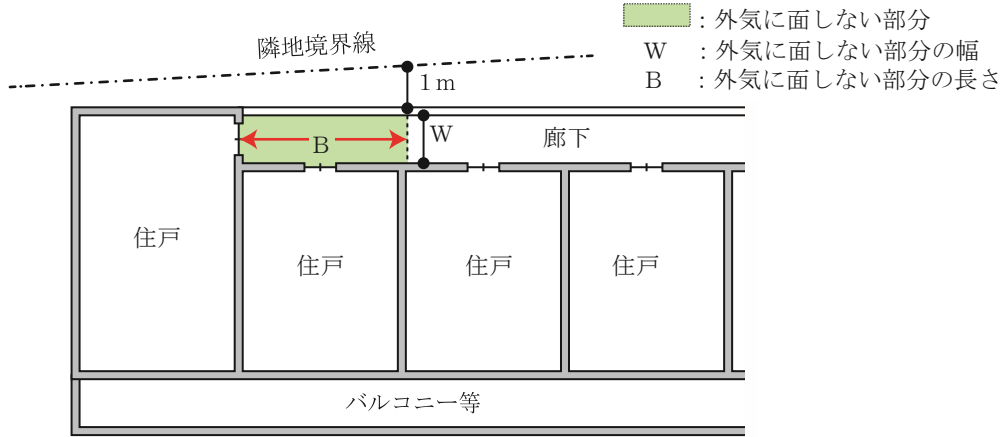 ：外気に面しない部分
W ：外気に面しない部分の幅
B ：外気に面しない部分の長さ
隣地境界線
1m
W
B
廊下
住戸
住戸
住戸
住戸
バルコニー等